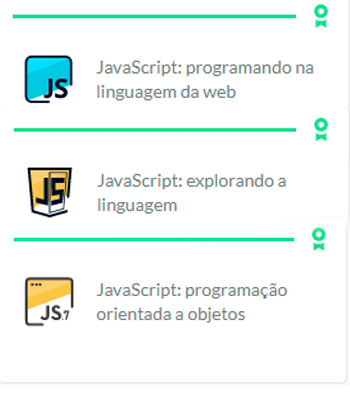 JS
JavaScript: programando na
linguagem da web
JS
JavaScript: explorando a
linguagem
JS.7
JavaScript: programação
orientada a objetos